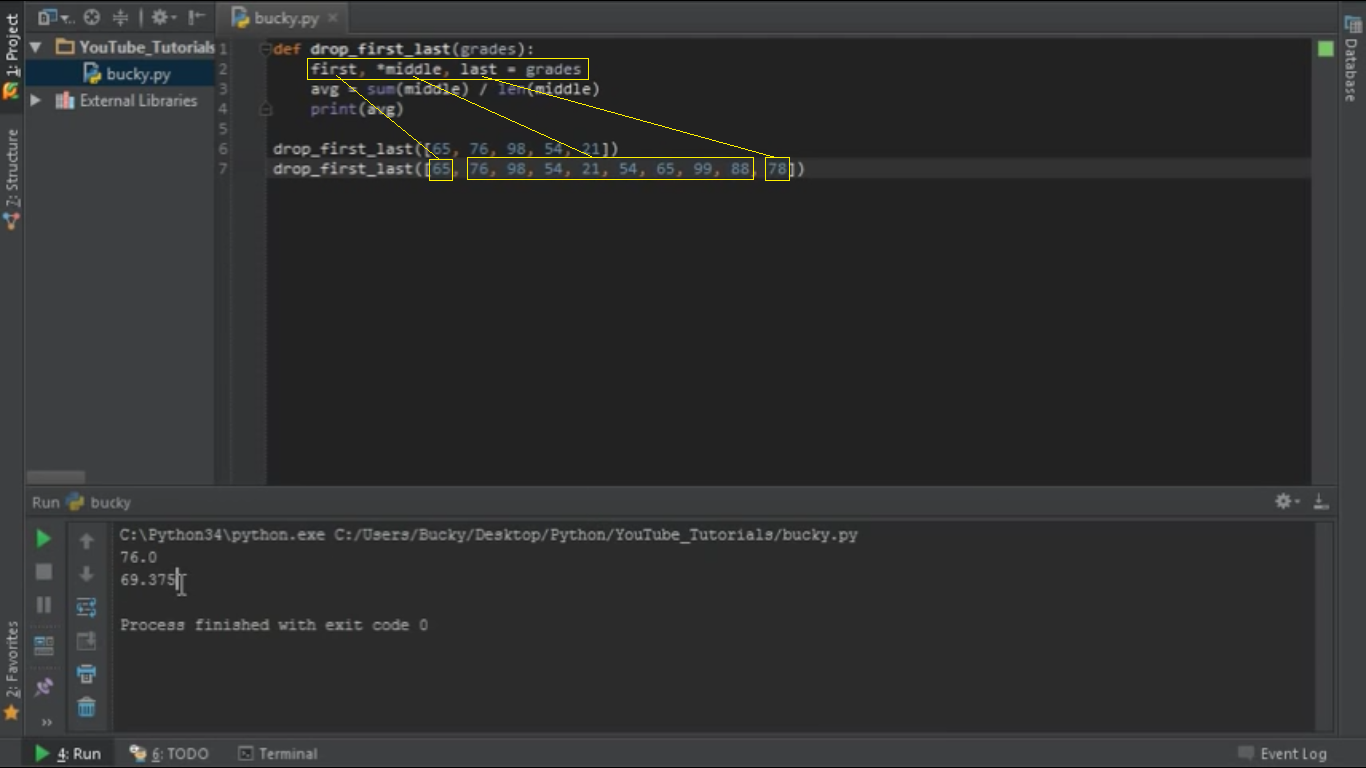 bucky.py
1: Project
YouTube_Tutorials
bucky.py
External Libraries
7: Structure
2: Favorites
Database
1 def drop_first_last(grades):
2 first, *middle, last = grades
3 avg = sum(middle) / len(middle)
4 print(avg)
5
6 drop_first_last([65, 76, 98, 54, 21])
7 drop_first_last([65, 76, 98, 54, 21, 54, 65, 99, 88, 78])
Run bucky
C:\Python34\python.exe C:/Users/Bucky/Desktop/Python/YouTube_Tutorials/bucky.py
76.0
69.375
Process finished with exit code 0
4: Run 6: TODO Terminal Event Log